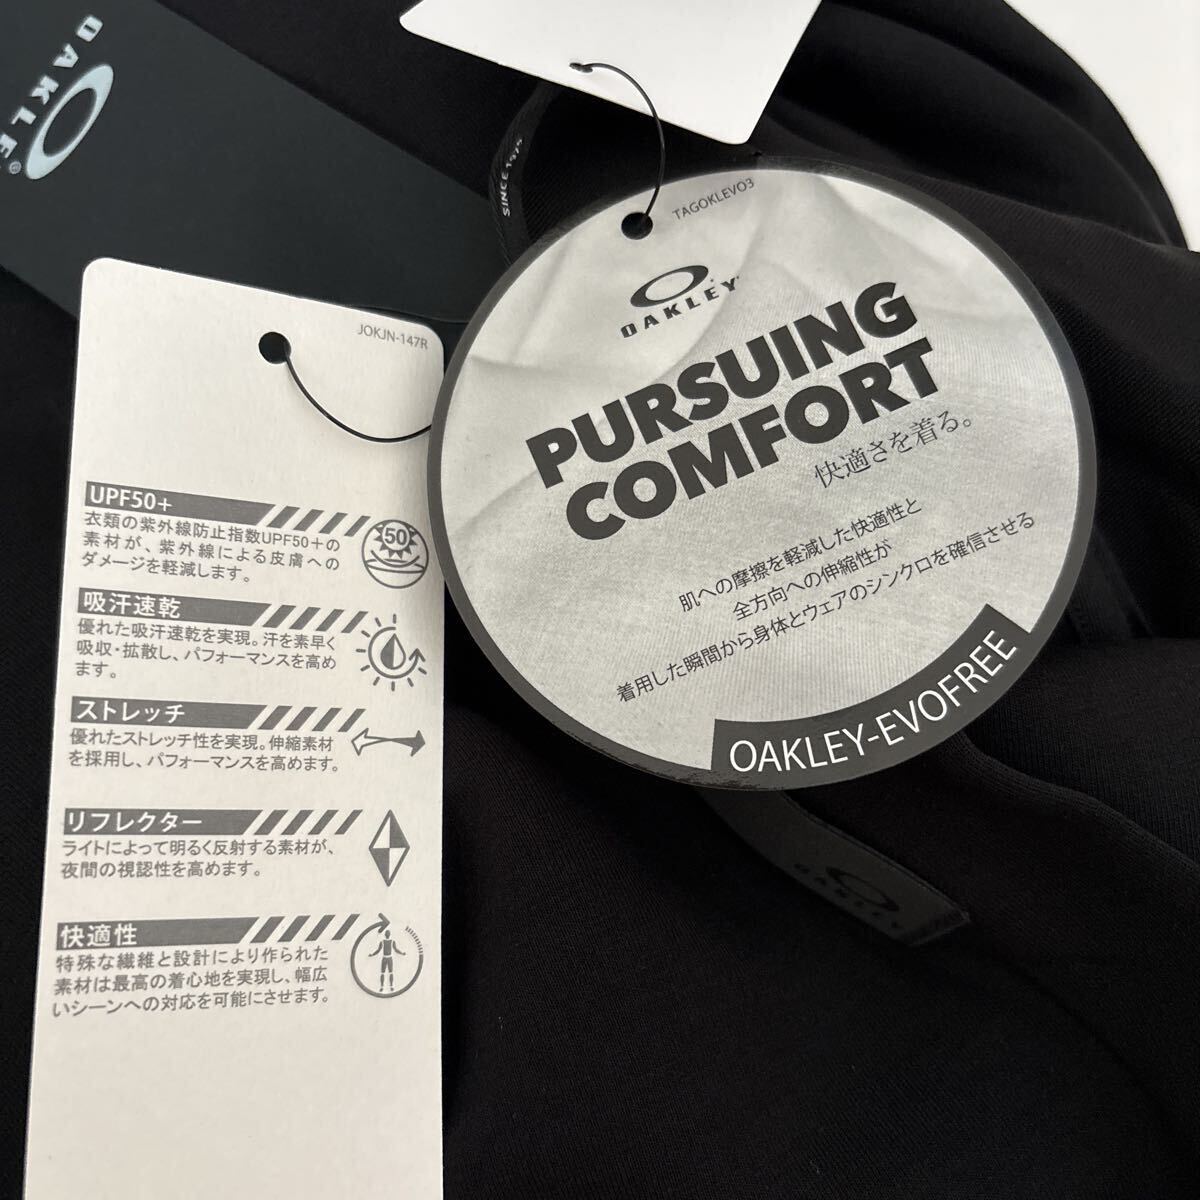 OAKLEY®
SINCE 1975
TAGOKLEVO3
OAKLEY
PURSUING
COMFORT
快適さを着る。
肌への摩擦を軽減した快適性と
全方向への伸縮性が
着用した瞬間から身体とウェアのシンクロを確信させる
OAKLEY-EVOFREE
JOKJN-147R
UPF50+
衣類の紫外線防止指数UPF50+の
素材が、紫外線による皮膚への
ダメージを軽減します。
50
吸汗速乾
優れた吸汗速乾を実現。汗を素早く
吸収・拡散し、パフォーマンスを高め
ます。
ストレッチ
優れたストレッチ性を実現。伸縮素材
を採用し、パフォーマンスを高めます。
リフレクター
ライトによって明るく反射する素材が、
夜間の視認性を高めます。
快適性
特殊な繊維と設計により作られた
素材は最高の着心地を実現し、幅広
いシーンへの対応を可能にさせます。
OAKLEY